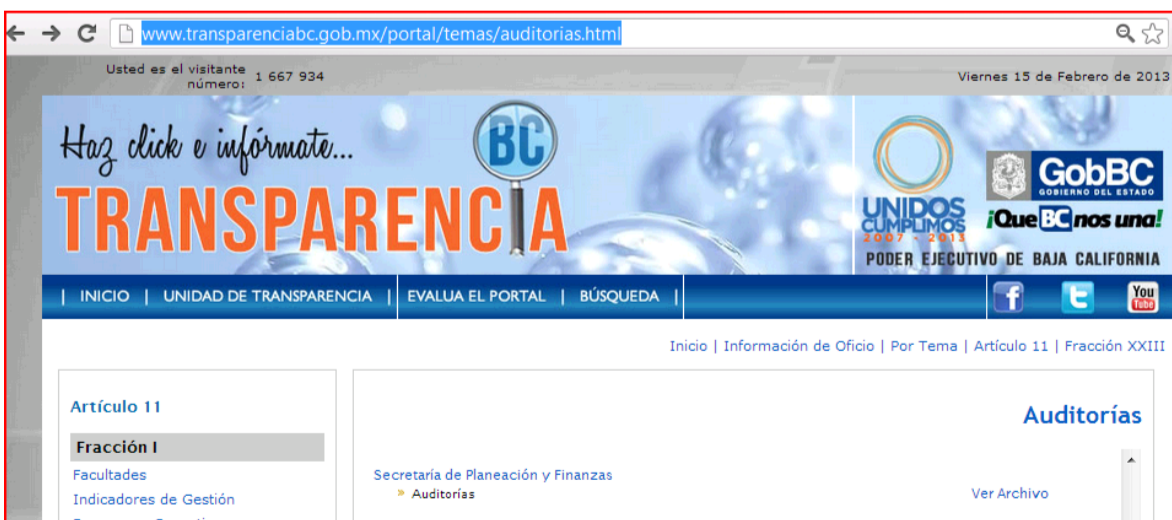 www.transparenciabc.gob.mx/portal/temas/auditorias.html
Usted es el visitante número: 1 667 934
Viernes 15 de Febrero de 2013
Haz click e infórmate...
BC
TRANSPARENCIA
UNIDOS
CUMPLIMOS
2007 - 2013
GobBC
GOBIERNO DEL ESTADO
¡Que BC nos una!
PODER EJECUTIVO DE BAJA CALIFORNIA
| INICIO | UNIDAD DE TRANSPARENCIA | EVALUA EL PORTAL | BÚSQUEDA |
f
t
You Tube
Inicio | Información de Oficio | Por Tema | Artículo 11 | Fracción XXIII
Artículo 11
Fracción I
Facultades
Indicadores de Gestión
Auditorías
Secretaría de Planeación y Finanzas
» Auditorías
Ver Archivo